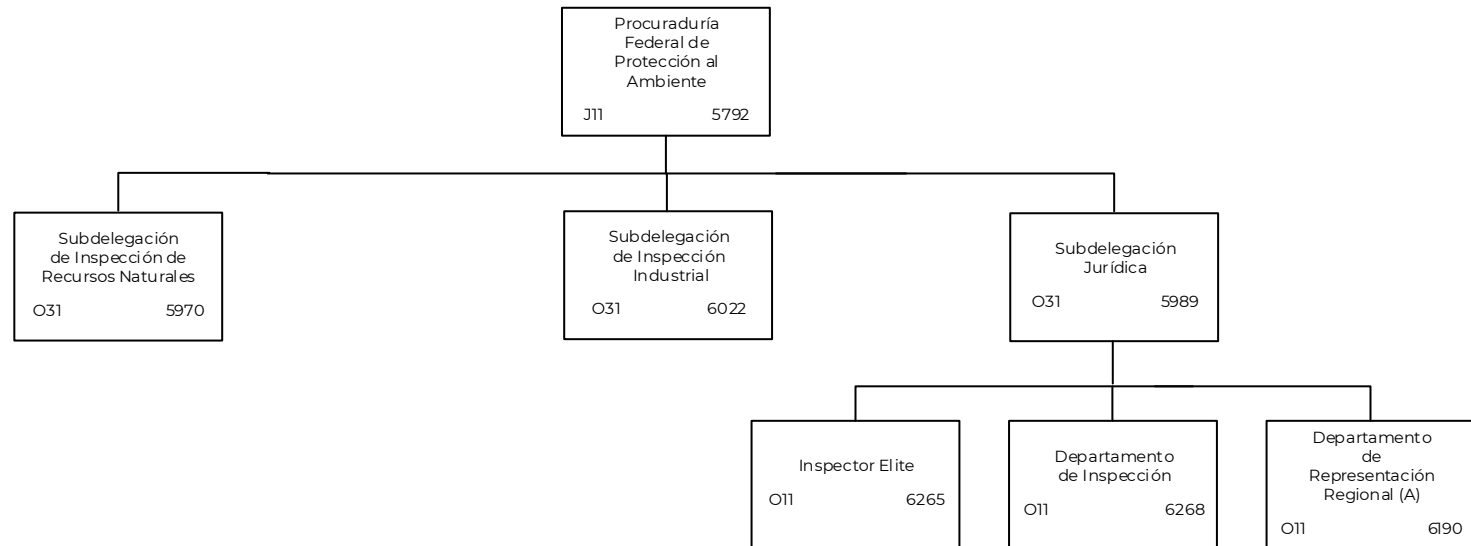 Procuraduría
Federal de
Protección al
Ambiente
J11 5792
Subdelegación
de Inspección de
Recursos Naturales
O31 5970
Subdelegación
de Inspección
Industrial
O31 6022
Subdelegación
Jurídica
O31 5989
Inspector Elite
O11 6265
Departamento
de Inspección
O11 6268
Departamento
de
Representación
Regional (A)
O11 6190